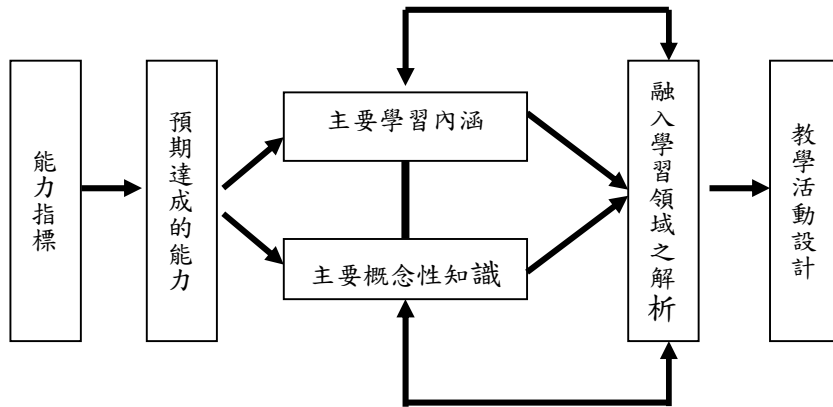 能力指標
預期達成的能力
主要學習內涵
主要概念性知識
融入學習領域之解析
教學活動設計